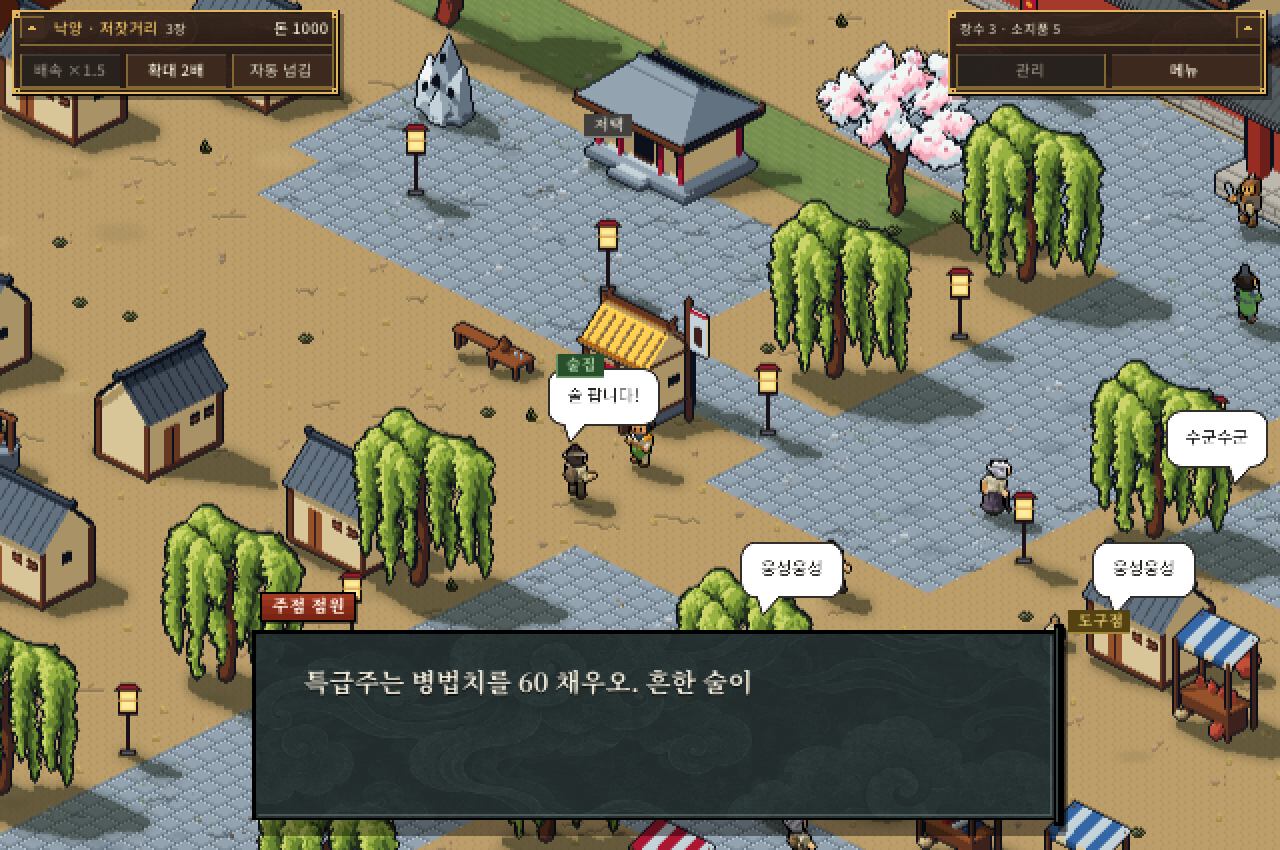 낙양 · 저잣거리 3장 돈 1000
배속 ×1.5 확대 2배 자동 넘김
장수 3 · 소지품 5
관리 메뉴
저택
술집
술 팝니다!
수군수군
웅성웅성
웅성웅성
주점 점원
도구점
특급주는 병법치를 60 채우오. 흔한 술이